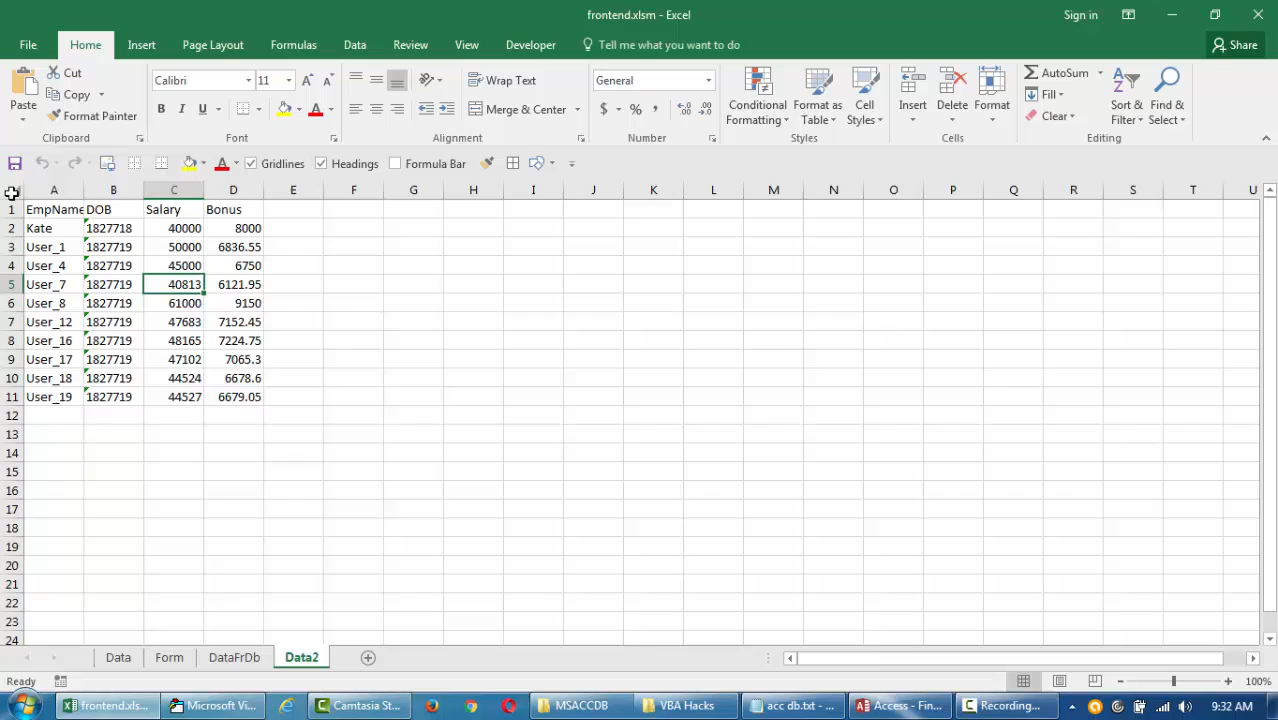 frontend.xlsm - Excel
Sign in
File Home Insert Page Layout Formulas Data Review View Developer Tell me what you want to do Share
Paste
Cut
Copy
Format Painter
Clipboard
Calibri 11
B I U A
Font
Wrap Text
Merge & Center
Alignment
General
$ % ,
Number
Conditional Formatting
Format as Table
Cell Styles
Styles
Insert Delete Format
Cells
AutoSum
Fill
Clear
Sort & Filter
Find & Select
Editing
Gridlines Headings Formula Bar
A B C D E F G H I J K L M N O P Q R S T U
1 EmpName DOB Salary Bonus
2 Kate 1827718 40000 8000
3 User_1 1827719 50000 6836.55
4 User_4 1827719 45000 6750
5 User_7 1827719 40813 6121.95
6 User_8 1827719 61000 9150
7 User_12 1827719 47683 7152.45
8 User_16 1827719 48165 7224.75
9 User_17 1827719 47102 7065.3
10 User_18 1827719 44524 6678.6
11 User_19 1827719 44527 6679.05
12
13
14
15
16
17
18
19
20
21
22
23
24
Data Form DataFrDb Data2
Ready
100%
frontend.xls... Microsoft Vi... Camtasia St... MSACCDB VBA Hacks acc db.txt - ... Access - Fin... Recording... 9:32 AM